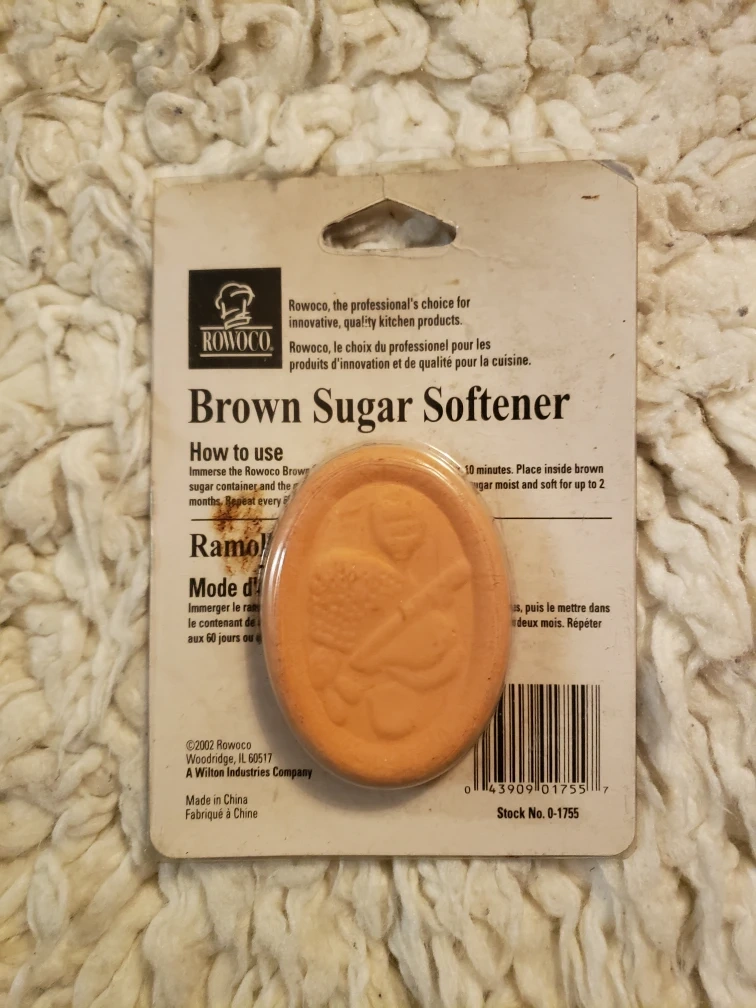 ROWOCO
Rowoco, the professional's choice for
innovative, quality kitchen products.
Rowoco, le choix du professionel pour les
produits d'innovation et de qualité pour la cuisine.
Brown Sugar Softener
How to use
Immerse the Rowoco Brown 10 minutes. Place inside brown
sugar container and the moist and soft for up to 2
months. Repeat every
Mode
Immerger le puis le mettre dans
le contenant de deux mois. Répéter
aux 60 jours ou
©2002 Rowoco
Woodridge, IL 60517
A Wilton Industries Company
Made in China
Fabriqué à Chine
0 43909 01755 7
Stock No. 0-1755